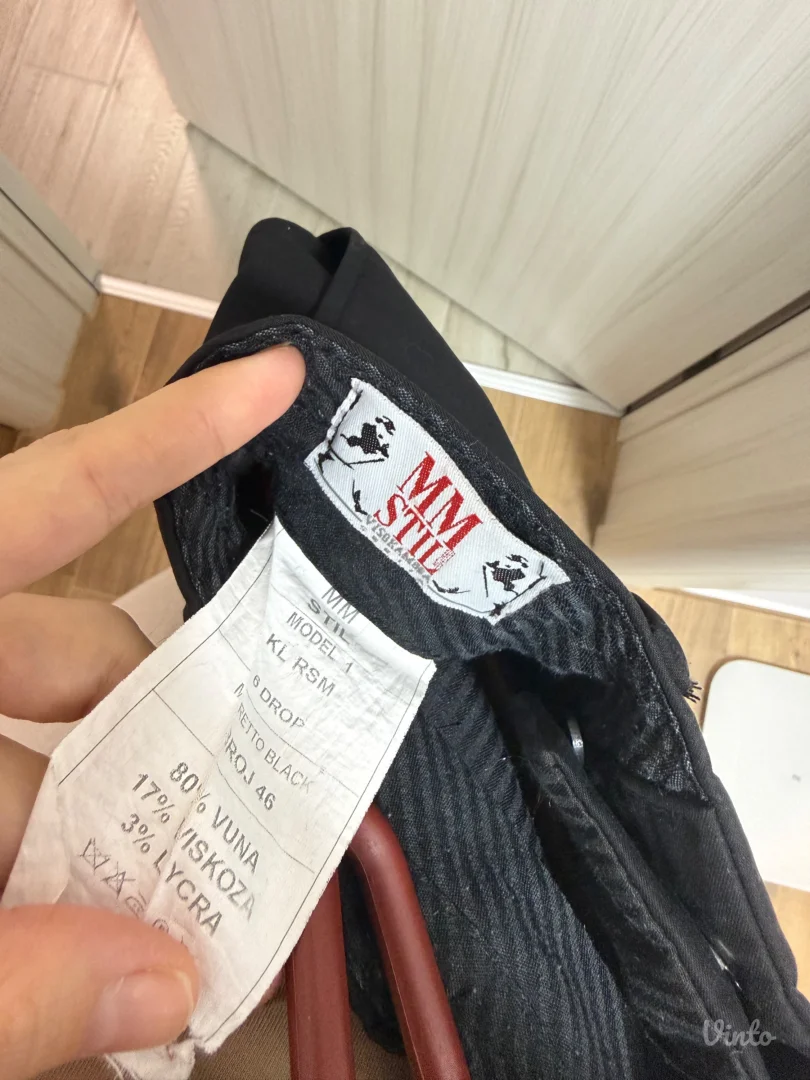 MM
STIL
MM
STIL
MODEL 1
KL RSM
6 DROP
RETTO BLACK
BROJ 46
80% VUNA
17% VISKOZA
3% LYCRA
Vinto